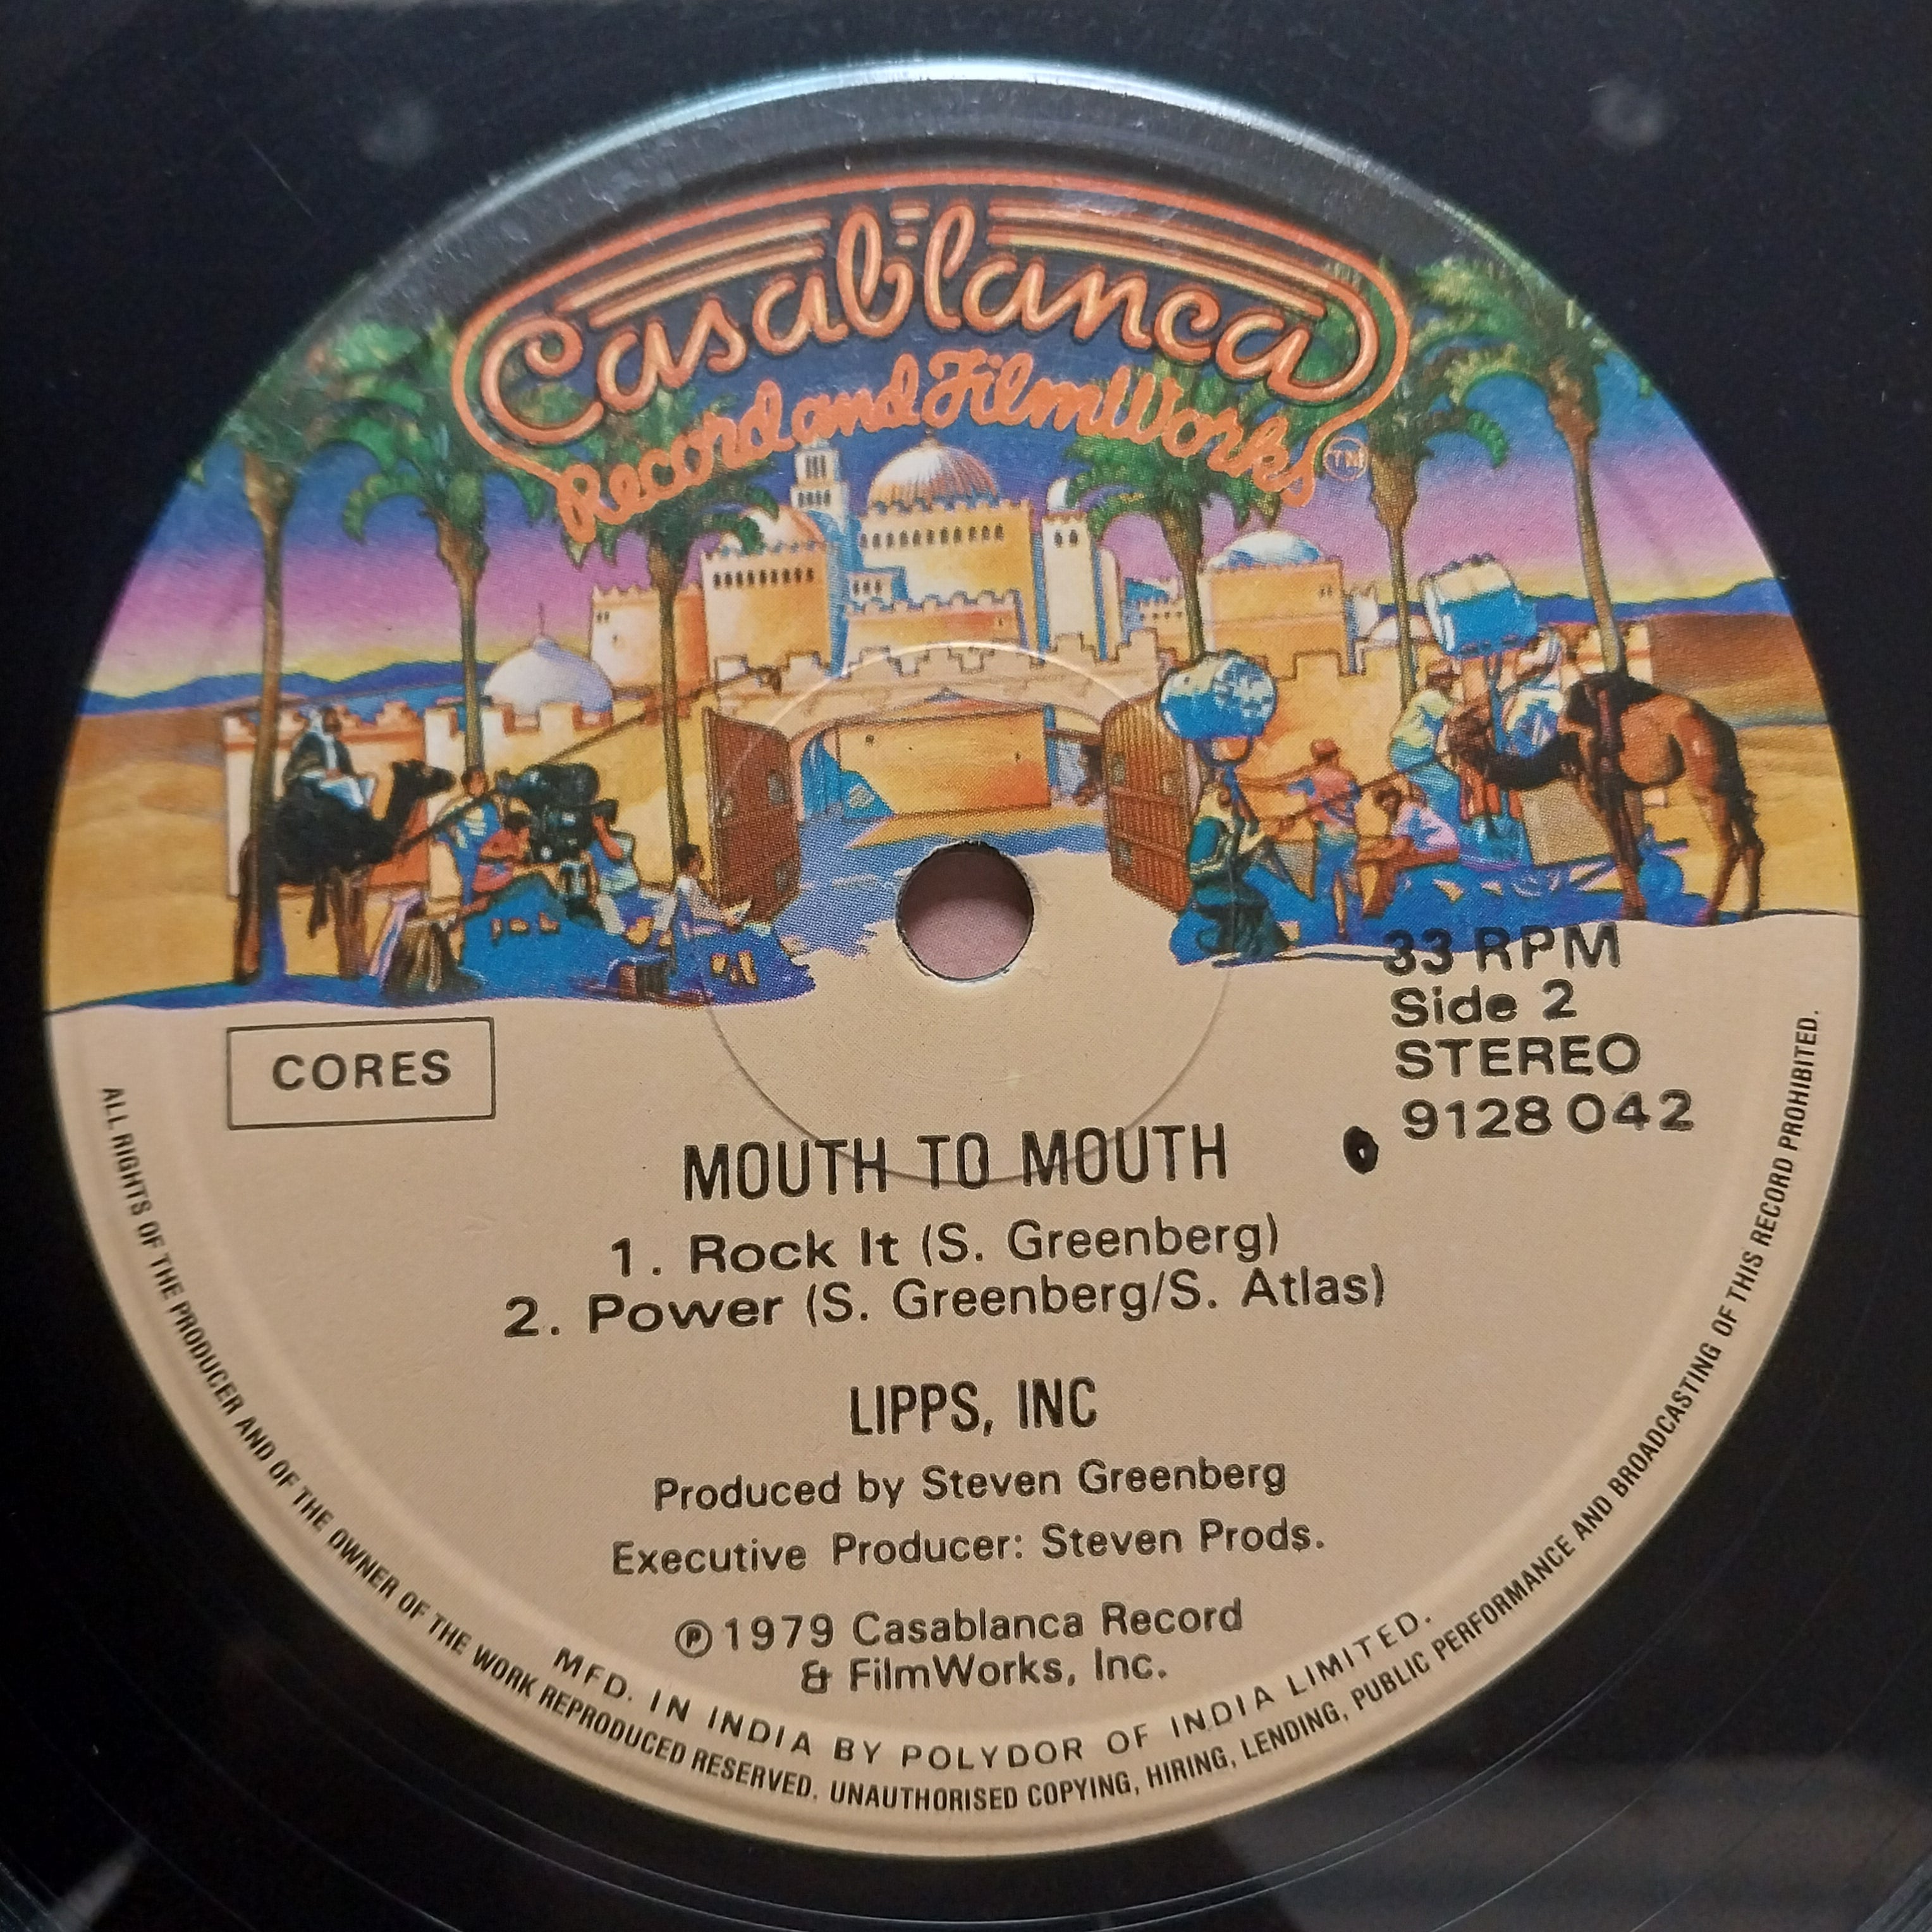 Casablanca
Record and FilmWorks TM
33 RPM
Side 2
STEREO
9128 042
CORES
MOUTH TO MOUTH
1. Rock It (S. Greenberg)
2. Power (S. Greenberg/S. Atlas)
LIPPS, INC
Produced by Steven Greenberg
Executive Producer: Steven Prods.
℗ 1979 Casablanca Record
& FilmWorks, Inc.
MFD. IN INDIA BY POLYDOR OF INDIA LIMITED.
ALL RIGHTS OF THE PRODUCER AND OF THE OWNER OF THE WORK REPRODUCED RESERVED. UNAUTHORISED COPYING, HIRING, LENDING, PUBLIC PERFORMANCE AND BROADCASTING OF THIS RECORD PROHIBITED.